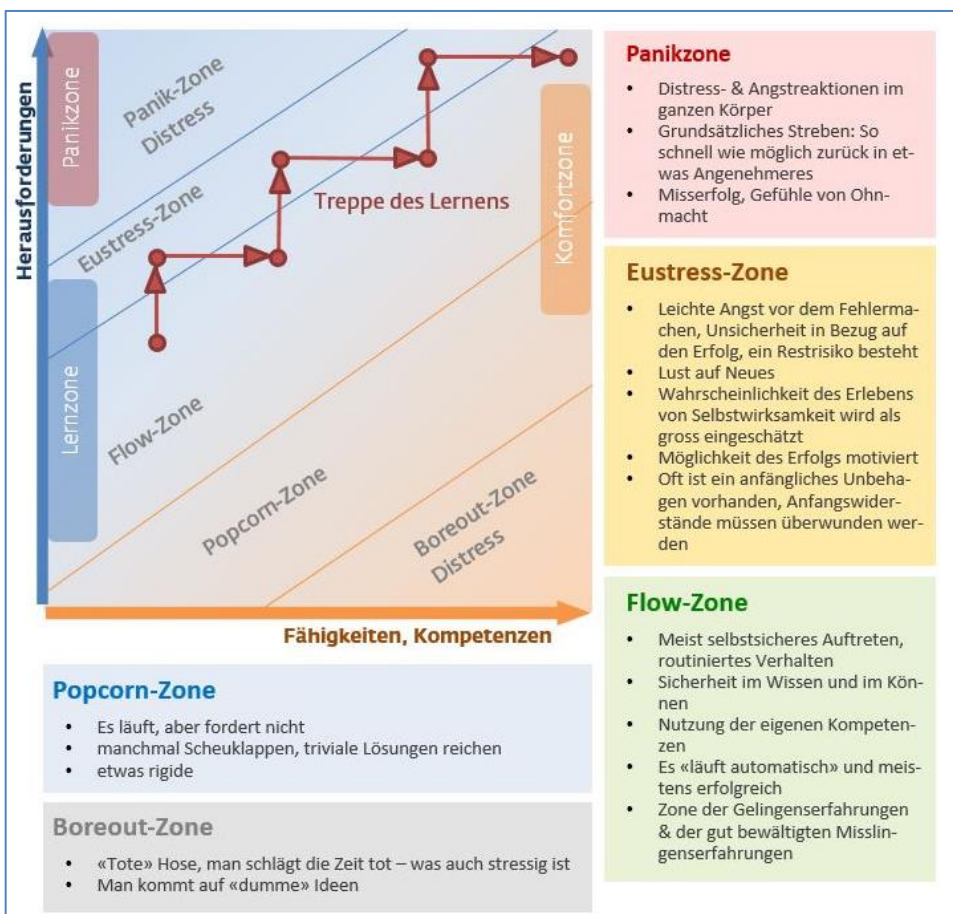 Herausforderungen
Panikzone
Lernzone
Panik-Zone
Distress
Eustress-Zone
Treppe des Lernens
Komfortzone
Flow-Zone
Popcorn-Zone
Boreout-Zone
Distress
Fähigkeiten, Kompetenzen
Panikzone
• Distress- & Angstreaktionen im
ganzen Körper
• Grundsätzliches Streben: So
schnell wie möglich zurück in et-
was Angenehmeres
• Misserfolg, Gefühle von Ohn-
macht
Eustress-Zone
• Leichte Angst vor dem Fehlerma-
chen, Unsicherheit in Bezug auf
den Erfolg, ein Restrisiko besteht
• Lust auf Neues
• Wahrscheinlichkeit des Erlebens
von Selbstwirksamkeit wird als
gross eingeschätzt
• Möglichkeit des Erfolgs motiviert
• Oft ist ein anfängliches Unbeha-
gen vorhanden, Anfangswider-
stände müssen überwunden wer-
den
Flow-Zone
• Meist selbstsicheres Auftreten,
routiniertes Verhalten
• Sicherheit im Wissen und im Kön-
nen
• Nutzung der eigenen Kompeten-
zen
• Es «läuft automatisch» und meis-
tens erfolgreich
• Zone der Gelingenserfahrungen
& der gut bewältigten Misslin-
genserfahrungen
Popcorn-Zone
• Es läuft, aber fordert nicht
• manchmal Scheuklappen, triviale Lösungen reichen
• etwas rigide
Boreout-Zone
• «Tote» Hose, man schlägt die Zeit tot – was auch stressig ist
• Man kommt auf «dumme» Ideen